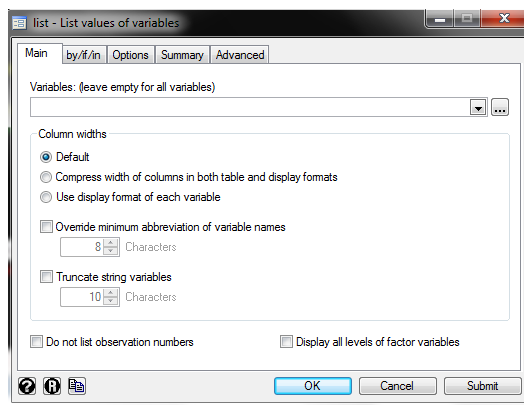 list - List values of variables
Main by/if/in Options Summary Advanced
Variables: (leave empty for all variables)
...
Column widths
Default
Compress width of columns in both table and display formats
Use display format of each variable
Override minimum abbreviation of variable names
8 Characters
Truncate string variables
10 Characters
Do not list observation numbers Display all levels of factor variables
? R OK Cancel Submit